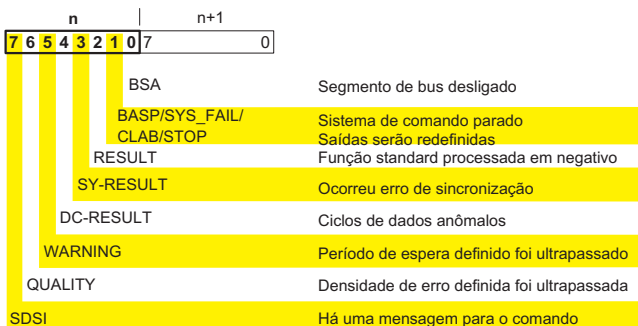 n n+1
7 6 5 4 3 2 1 0 7 0
BSA Segmento de bus desligado
BASP/SYS_FAIL/ Sistema de comando parado
CLAB/STOP Saídas serão redefinidas
RESULT Função standard processada em negativo
SY-RESULT Ocorreu erro de sincronização
DC-RESULT Ciclos de dados anômalos
WARNING Período de espera definido foi ultrapassado
QUALITY Densidade de erro definida foi ultrapassada
SDSI Há uma mensagem para o comando